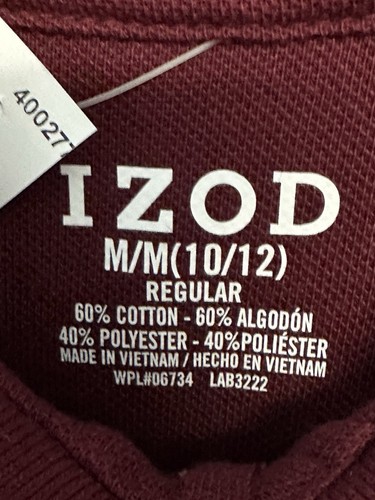 40027
IZOD
M/M(10/12)
REGULAR
60% COTTON - 60% ALGODÓN
40% POLYESTER - 40%POLIÉSTER
MADE IN VIETNAM / HECHO EN VIETNAM
WPL#06734 LAB3222